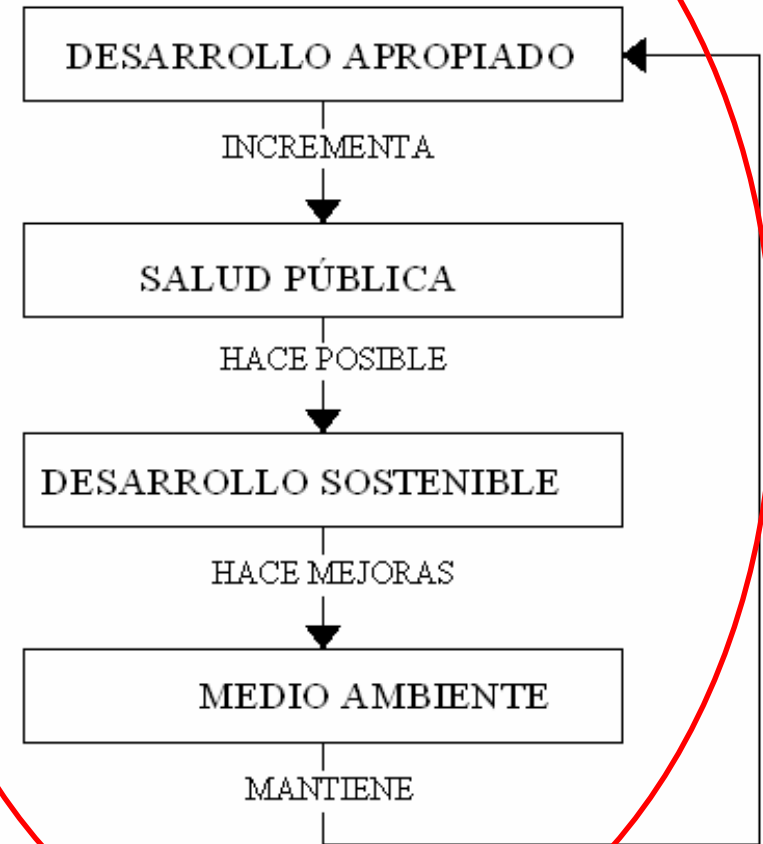 DESARROLLO APROPIADO
INCREMENTA
SALUD PÚBLICA
HACE POSIBLE
DESARROLLO SOSTENIBLE
HACE MEJORAS
MEDIO AMBIENTE
MANTIENE